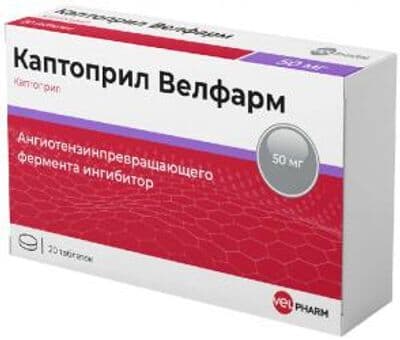 Каптоприл Велфарм
Каптоприл
50 мг
Ангиотензинпревращающего
фермента ингибитор
50 мг
20 таблеток
VELPHARM